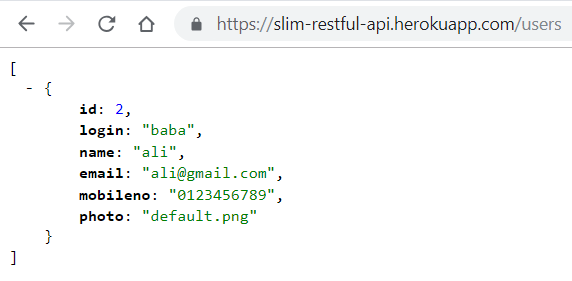 https://slim-restful-api.herokuapp.com/users
[
- {
id: 2,
login: "baba",
name: "ali",
email: "ali@gmail.com",
mobileno: "0123456789",
photo: "default.png"
}
]